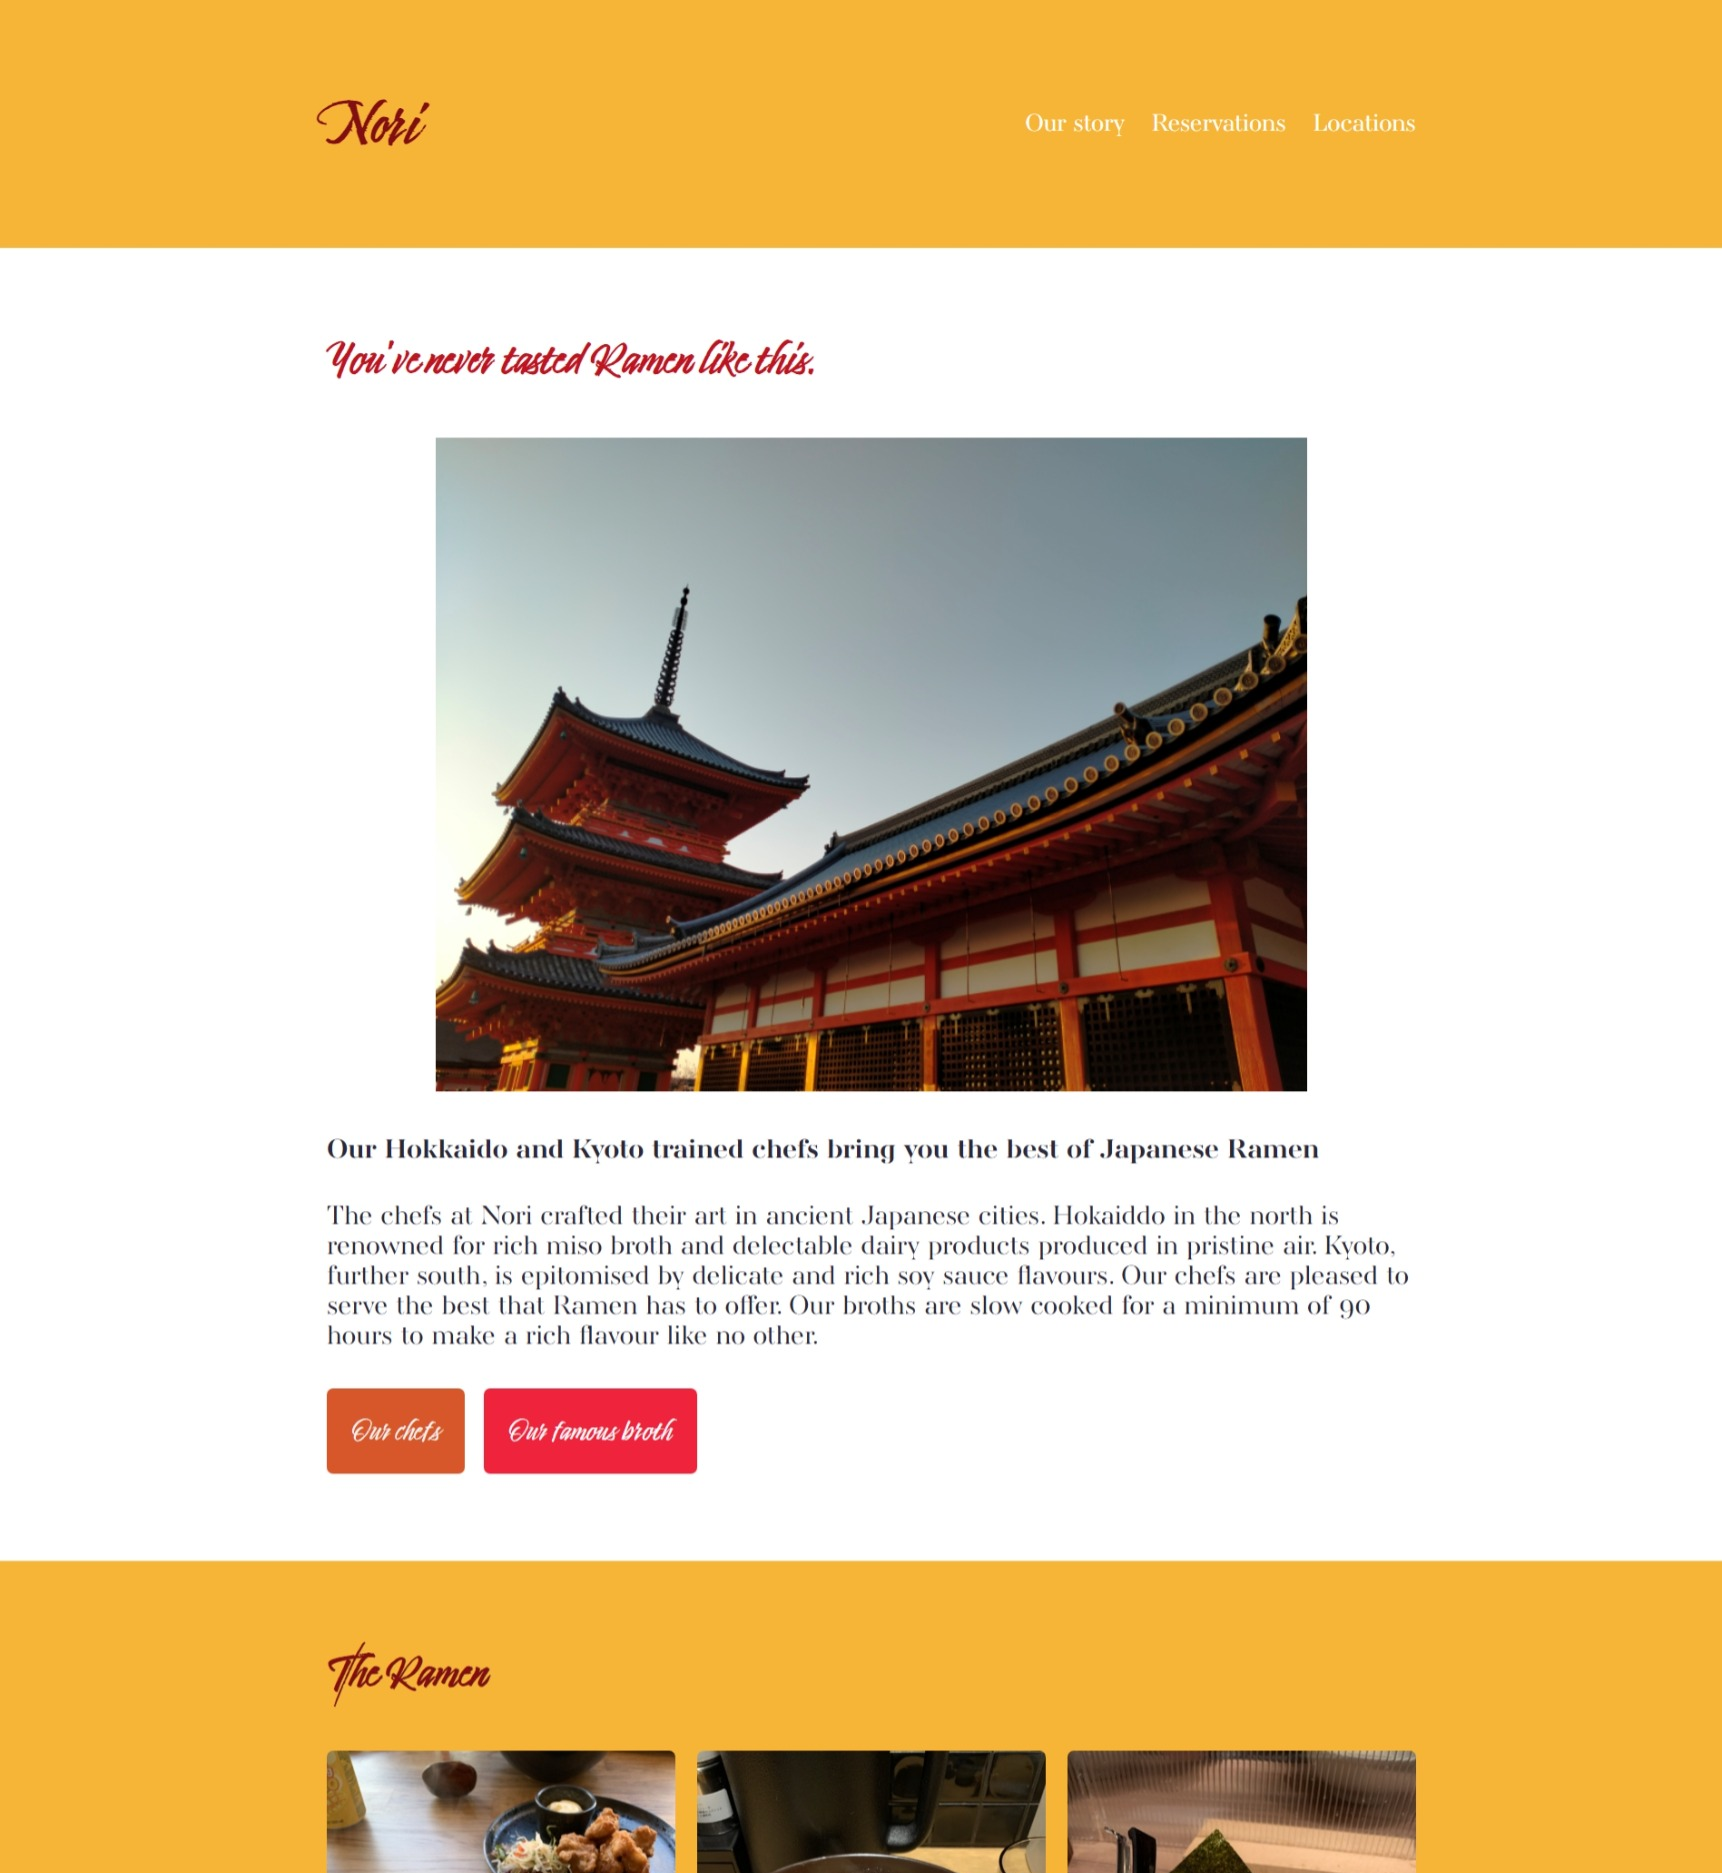 Nori
Our story Reservations Locations
You've never tasted Ramen like this.
Our Hokkaido and Kyoto trained chefs bring you the best of Japanese Ramen
The chefs at Nori crafted their art in ancient Japanese cities. Hokaiddo in the north is
renowned for rich miso broth and delectable dairy products produced in pristine air. Kyoto,
further south, is epitomised by delicate and rich soy sauce flavours. Our chefs are pleased to
serve the best that Ramen has to offer. Our broths are slow cooked for a minimum of 90
hours to make a rich flavour like no other.
Our chefs Our famous broth
The Ramen